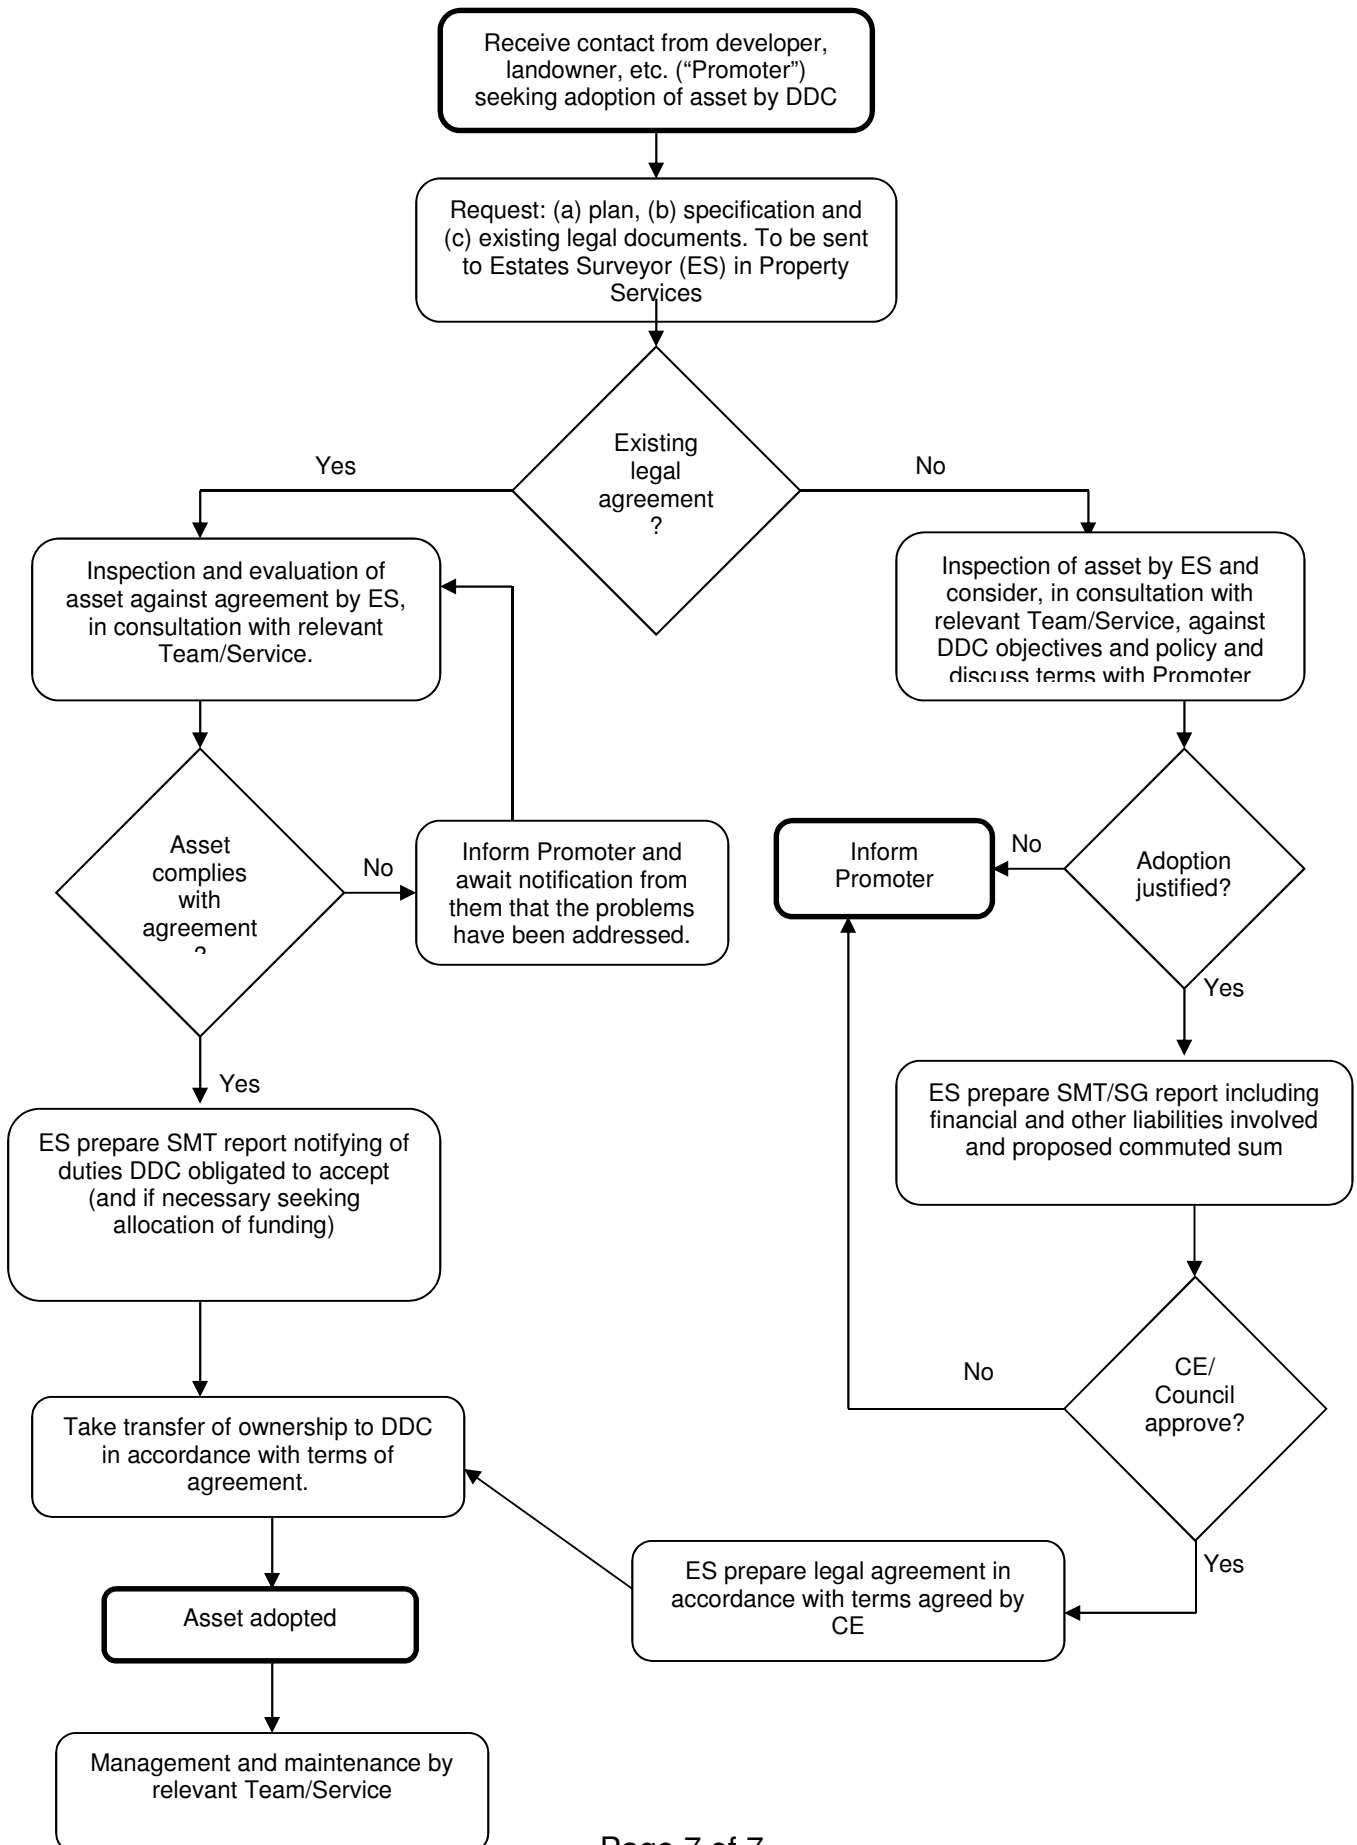 Receive contact from developer,
landowner, etc. (“Promoter”)
seeking adoption of asset by DDC
Request: (a) plan, (b) specification and
(c) existing legal documents. To be sent
to Estates Surveyor (ES) in Property
Services
Existing
legal
agreement
?
Yes
No
Inspection and evaluation of
asset against agreement by ES,
in consultation with relevant
Team/Service.
Inspection of asset by ES and
consider, in consultation with
relevant Team/Service, against
DDC objectives and policy and
discuss terms with Promoter
Asset
complies
with
agreement
?
No
Inform Promoter and
await notification from
them that the problems
have been addressed.
Inform
Promoter
No
Adoption
justified?
Yes
Yes
ES prepare SMT report notifying of
duties DDC obligated to accept
(and if necessary seeking
allocation of funding)
ES prepare SMT/SG report including
financial and other liabilities involved
and proposed commuted sum
No
CE/
Council
approve?
Yes
Take transfer of ownership to DDC
in accordance with terms of
agreement.
ES prepare legal agreement in
accordance with terms agreed by
CE
Asset adopted
Management and maintenance by
relevant Team/Service
Page 7 of 7